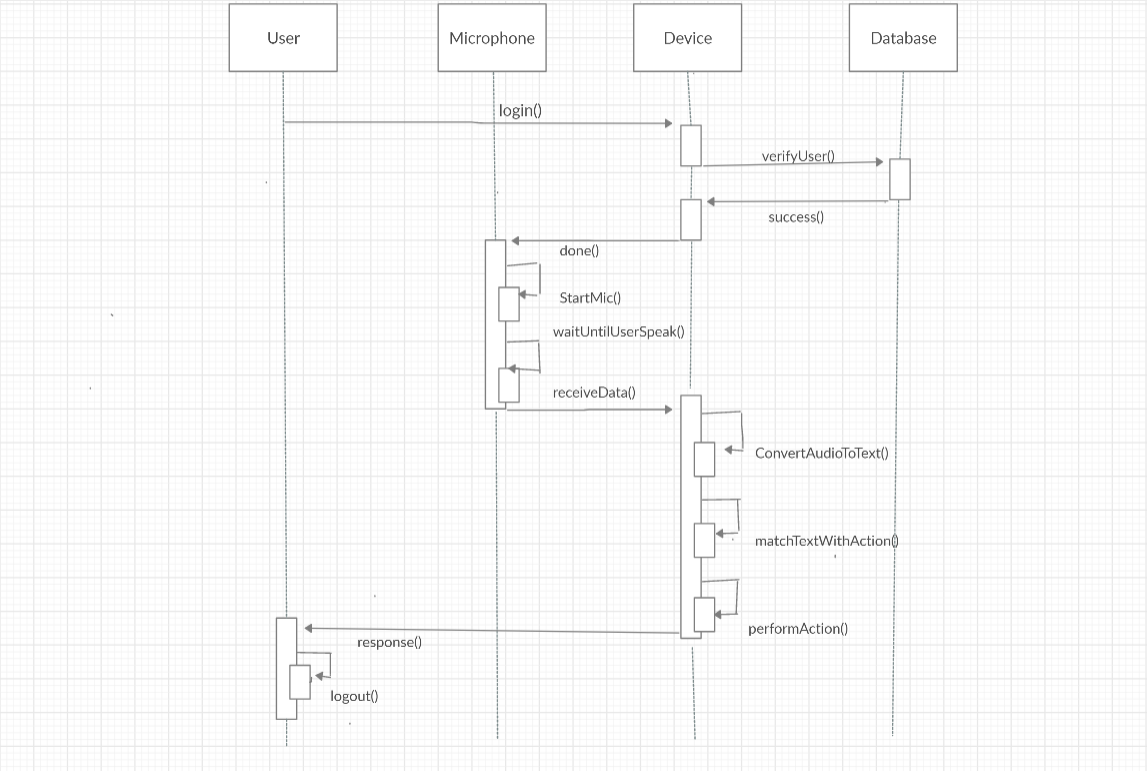 User
Microphone
Device
Database
login()
verifyUser()
success()
done()
StartMic()
waitUntilUserSpeak()
receiveData()
ConvertAudioToText()
matchTextWithAction()
performAction()
response()
logout()